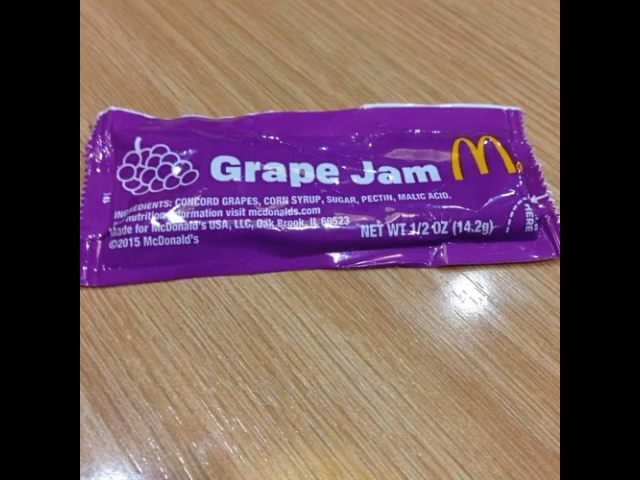 Grape Jam M
INGREDIENTS: CONCORD GRAPES, CORN SYRUP, SUGAR, PECTIN, MALIC ACID.
nutrition information visit mcdonalds.com
Made for McDonald's USA, LLC, Oak Brook, IL 60523
©2015 McDonald's
NET WT 1/2 OZ (14.2g)
HERE